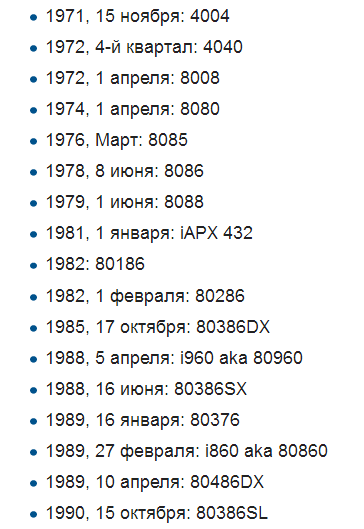 1971, 15 ноября: 4004
1972, 4-й квартал: 4040
1972, 1 апреля: 8008
1974, 1 апреля: 8080
1976, Март: 8085
1978, 8 июня: 8086
1979, 1 июня: 8088
1981, 1 января: iAPX 432
1982: 80186
1982, 1 февраля: 80286
1985, 17 октября: 80386DX
1988, 5 апреля: i960 aka 80960
1988, 16 июня: 80386SX
1989, 16 января: 80376
1989, 27 февраля: i860 aka 80860
1989, 10 апреля: 80486DX
1990, 15 октября: 80386SL